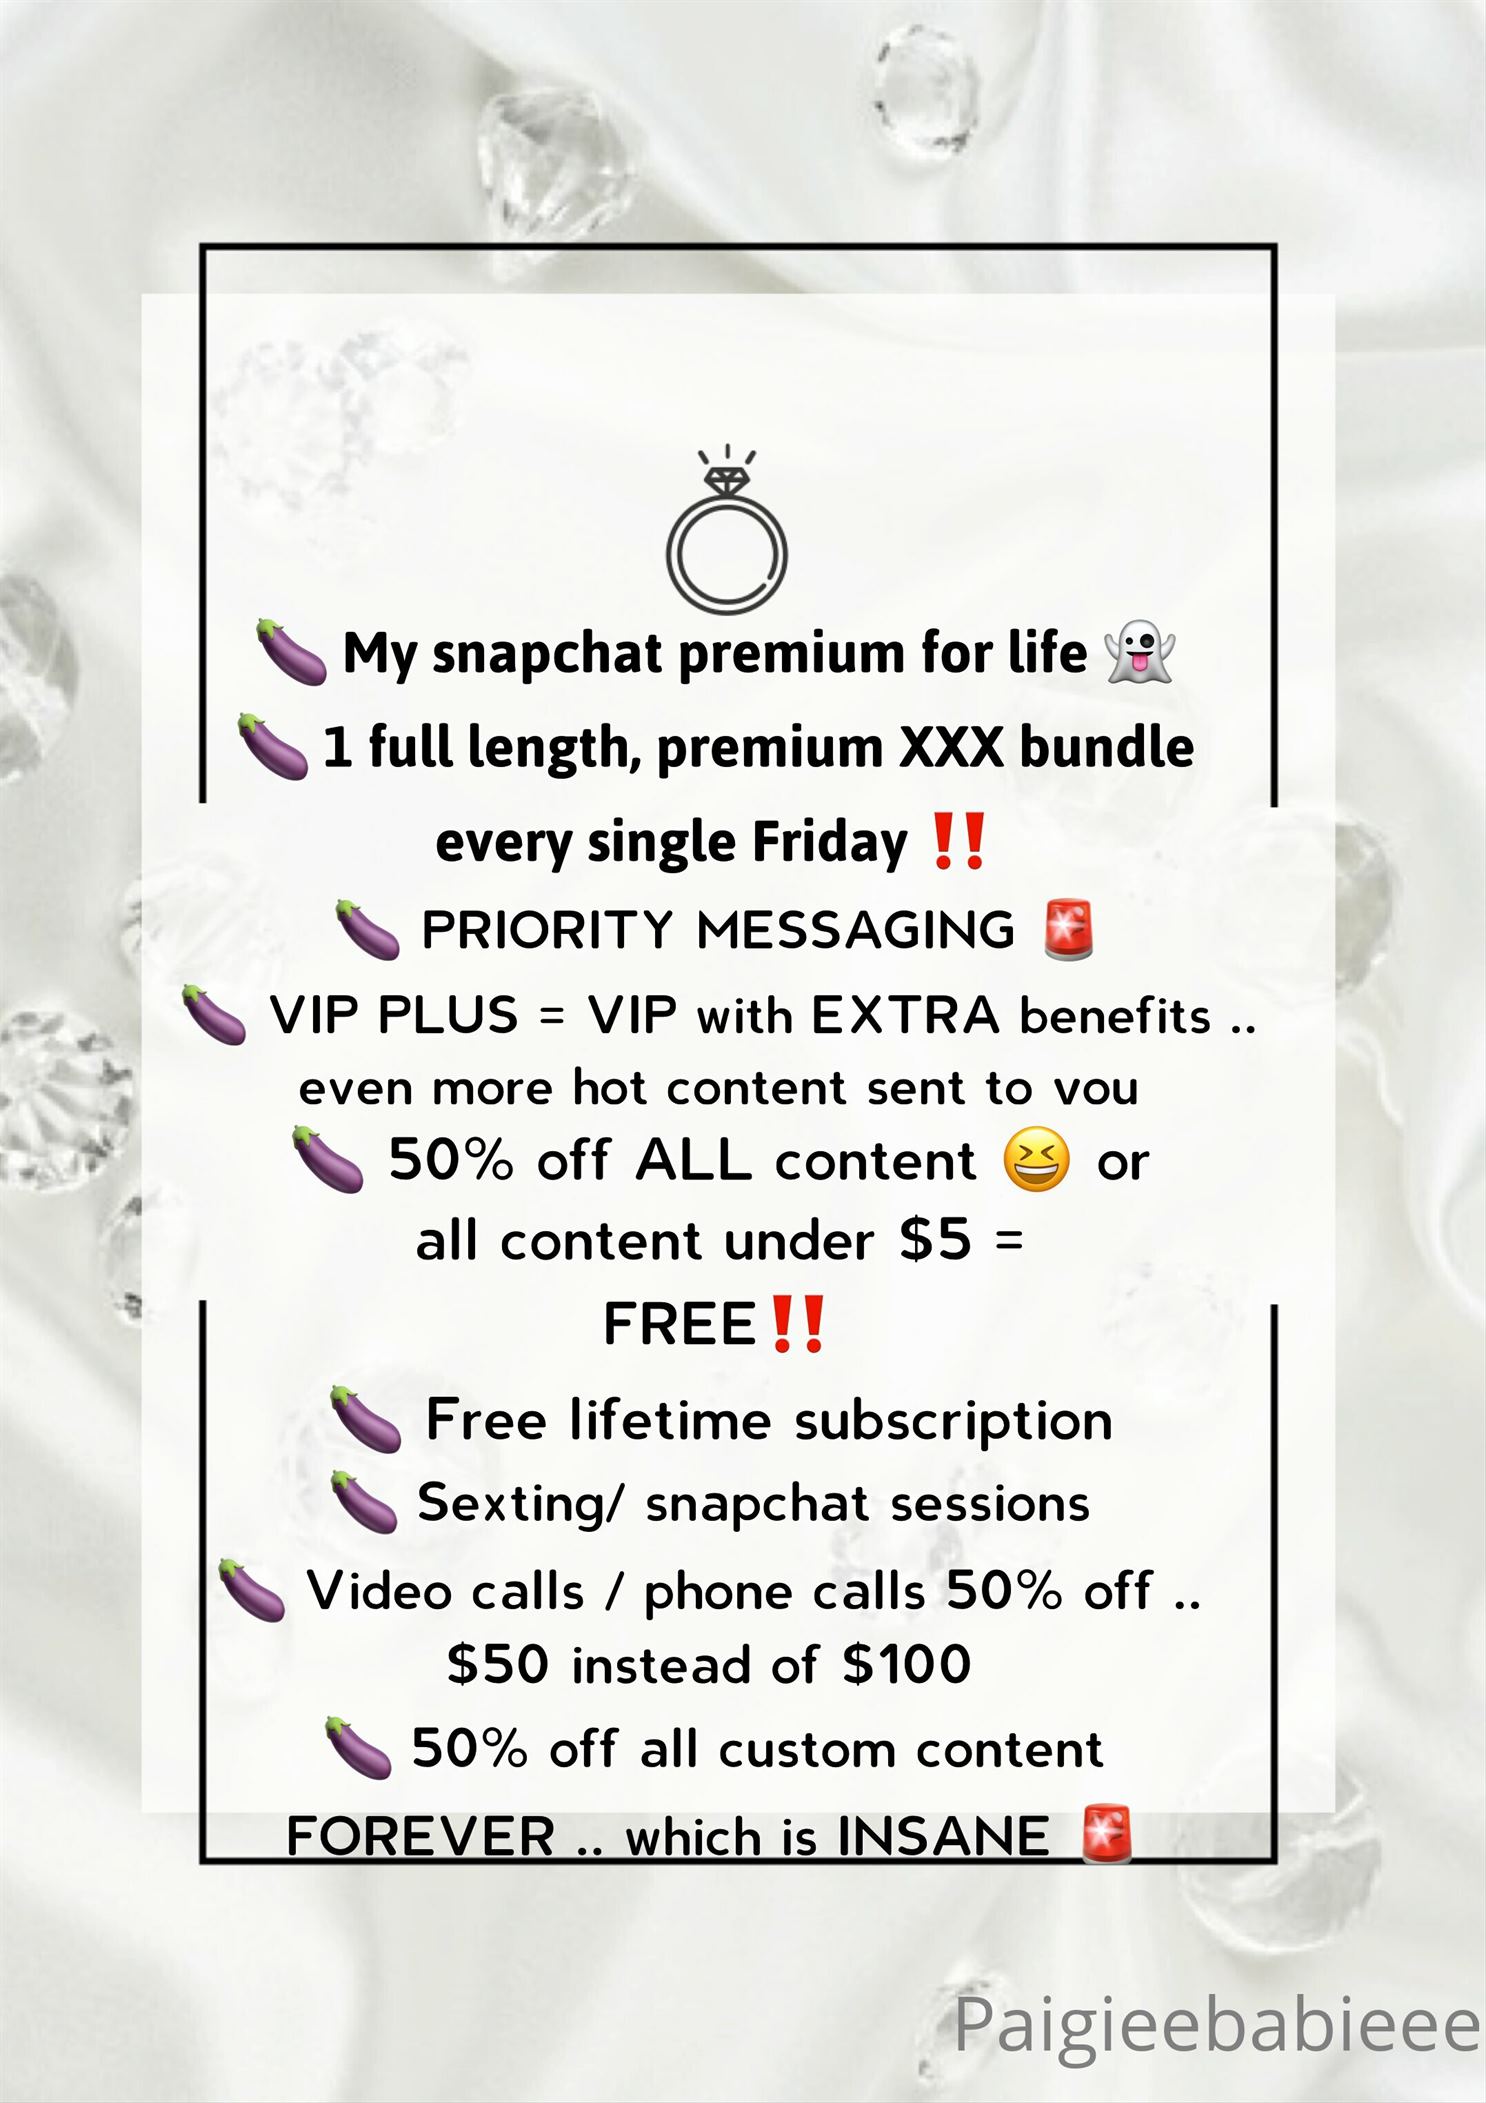 🍆 My snapchat premium for life 👻
🍆 1 full length, premium XXX bundle
every single Friday ‼️
🍆 PRIORITY MESSAGING 🚨
🍆 VIP PLUS = VIP with EXTRA benefits ..
even more hot content sent to vou
🍆 50% off ALL content 😆 or
all content under $5 =
FREE‼️
🍆 Free lifetime subscription
🍆 Sexting/ snapchat sessions
🍆 Video calls / phone calls 50% off ..
$50 instead of $100
🍆 50% off all custom content
FOREVER .. which is INSANE 🚨
Paigieebabieee